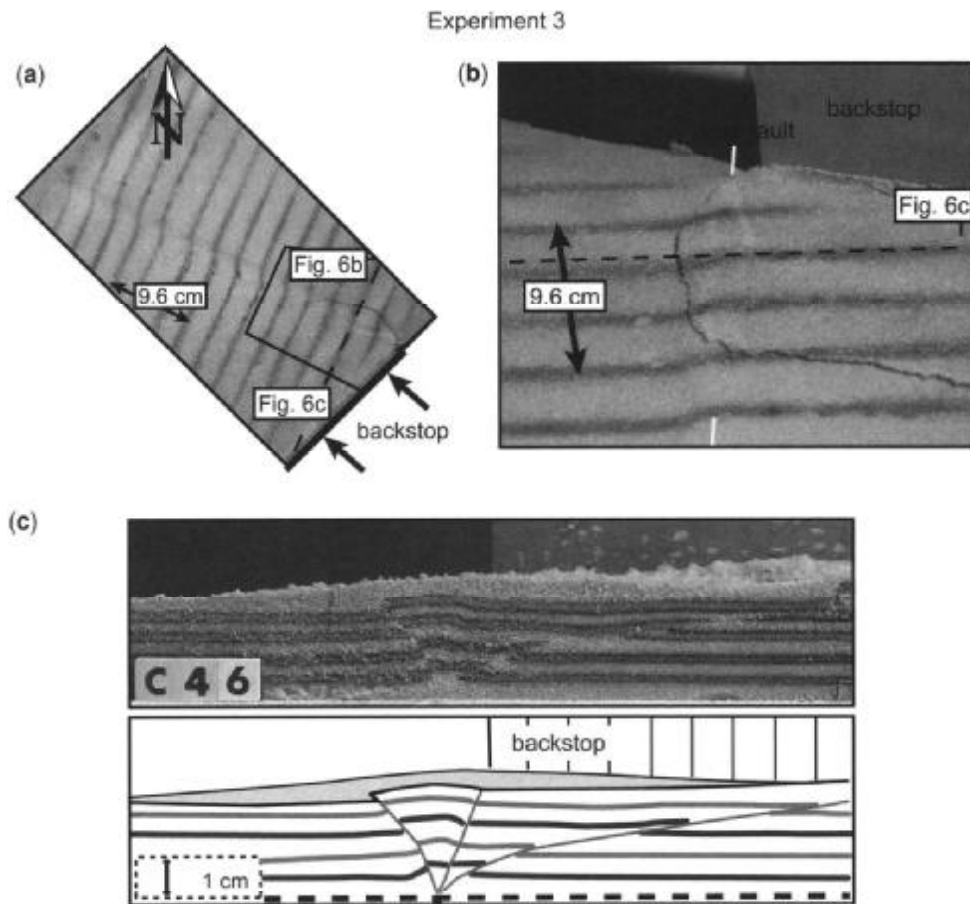 Experiment 3
(a)
N
Fig. 6b
9.6 cm
Fig. 6c
backstop
(b)
backstop
Fig. 6c
9.6 cm
(c)
C 4 6
backstop
1 cm